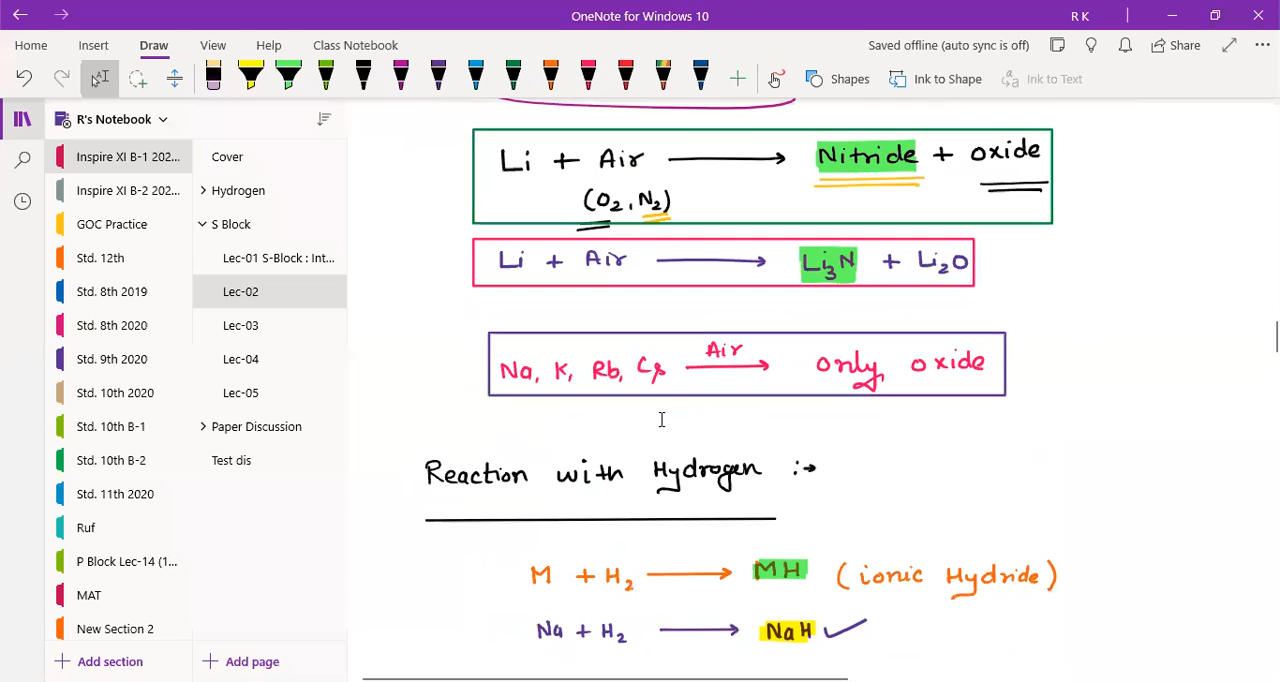 OneNote for Windows 10
R K
Home Insert Draw View Help Class Notebook
Saved offline (auto sync is off) Share
Shapes Ink to Shape Ink to Text
R's Notebook
Inspire XI B-1 202...
Inspire XI B-2 202...
GOC Practice
Std. 12th
Std. 8th 2019
Std. 8th 2020
Std. 9th 2020
Std. 10th 2020
Std. 10th B-1
Std. 10th B-2
Std. 11th 2020
Ruf
P Block Lec-14 (1...
MAT
New Section 2
Add section
Cover
Hydrogen
S Block
Lec-01 S-Block : Int...
Lec-02
Lec-03
Lec-04
Lec-05
Paper Discussion
Test dis
Add page
Li + Air → Nitride + oxide
(O₂, N₂)
Li + Air → Li₃N + Li₂O
Air
Na, K, Rb, Cs → only oxide
Reaction with Hydrogen :→
M + H₂ → MH (ionic Hydride)
Na + H₂ → NaH ✓